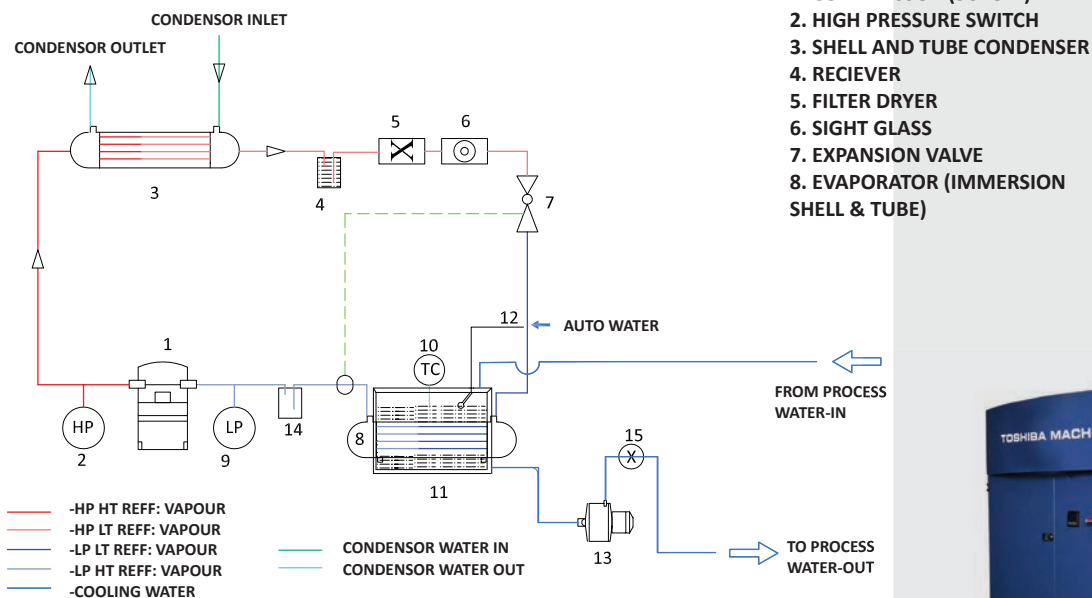 CONDENSOR INLET
CONDENSOR OUTLET
2. HIGH PRESSURE SWITCH
3. SHELL AND TUBE CONDENSER
4. RECIEVER
5. FILTER DRYER
6. SIGHT GLASS
7. EXPANSION VALVE
8. EVAPORATOR (IMMERSION
SHELL & TUBE)
5
6
3
4
7
12
AUTO WATER
1
10
TC
FROM PROCESS
WATER-IN
HP
LP
14
8
2
9
11
15
X
13
TO PROCESS
WATER-OUT
-HP HT REFF: VAPOUR
-HP LT REFF: VAPOUR
-LP LT REFF: VAPOUR
-LP HT REFF: VAPOUR
-COOLING WATER
CONDENSOR WATER IN
CONDENSOR WATER OUT
TOSHIBA MACH